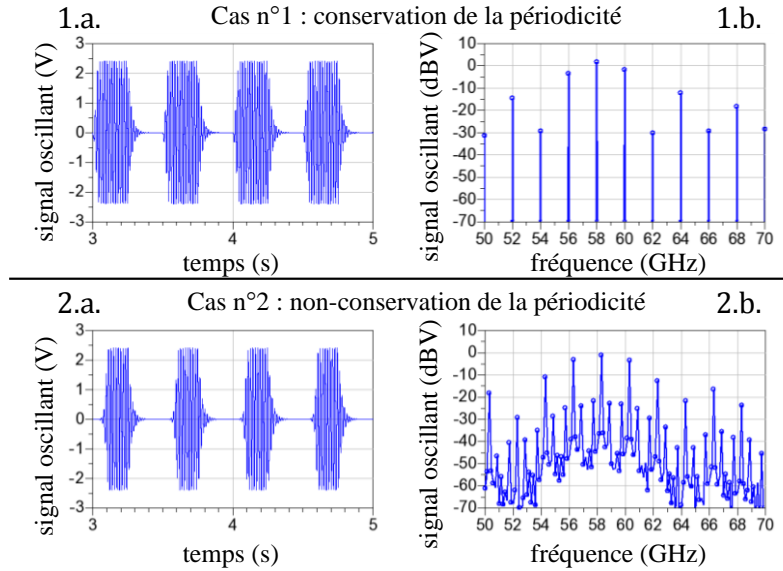 1.a.
Cas n°1 : conservation de la périodicité
1.b.
signal oscillant (V)
3
2
1
0
-1
-2
-3
3
4
5
temps (s)
signal oscillant (dBV)
10
0
-10
-20
-30
-40
-50
-60
-70
50 52 54 56 58 60 62 64 66 68 70
fréquence (GHz)
2.a.
Cas n°2 : non-conservation de la périodicité
2.b.
signal oscillant (V)
3
2
1
0
-1
-2
-3
3
4
5
temps (s)
signal oscillant (dBV)
10
0
-10
-20
-30
-40
-50
-60
-70
50 52 54 56 58 60 62 64 66 68 70
fréquence (GHz)